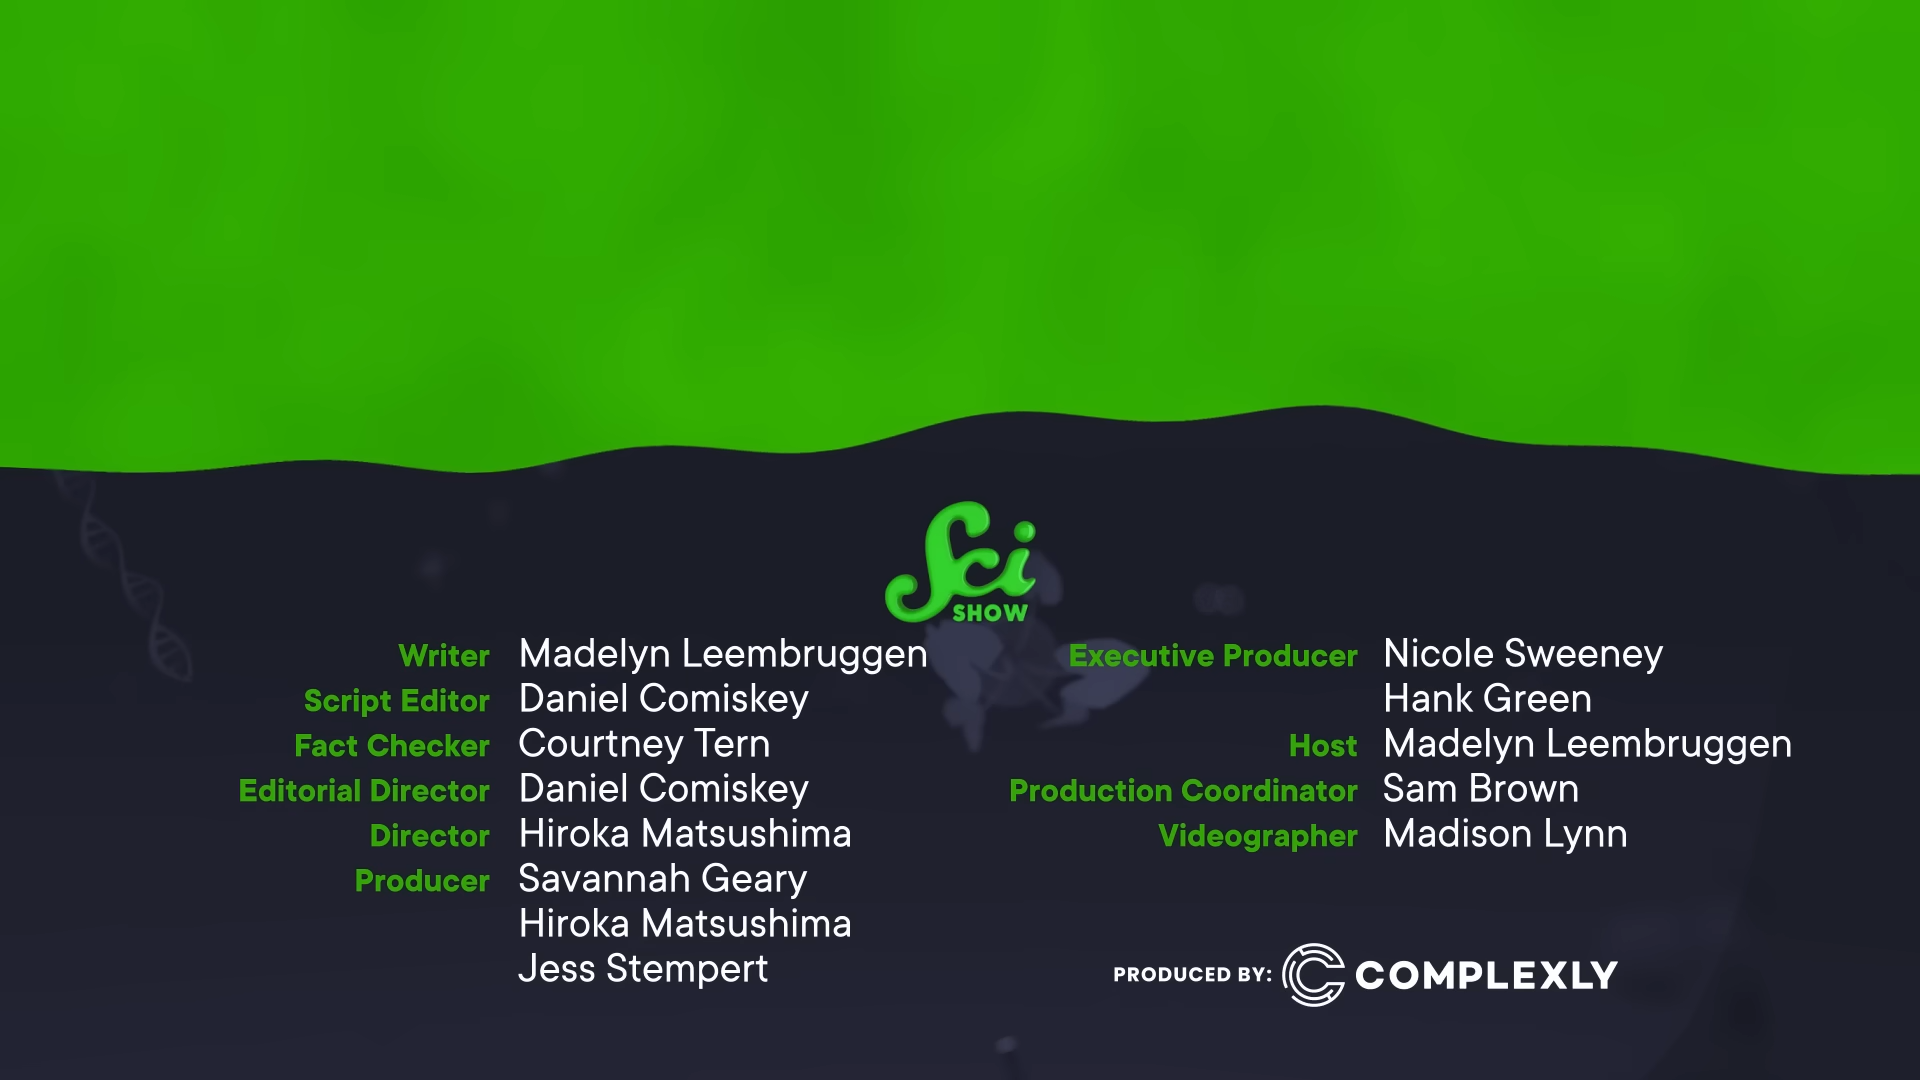 Sci
SHOW
Writer Madelyn Leembruggen
Script Editor Daniel Comiskey
Fact Checker Courtney Tern
Editorial Director Daniel Comiskey
Director Hiroka Matsushima
Producer Savannah Geary
Hiroka Matsushima
Jess Stempert
Executive Producer Nicole Sweeney
Hank Green
Host Madelyn Leembruggen
Production Coordinator Sam Brown
Videographer Madison Lynn
PRODUCED BY: COMPLEXLY